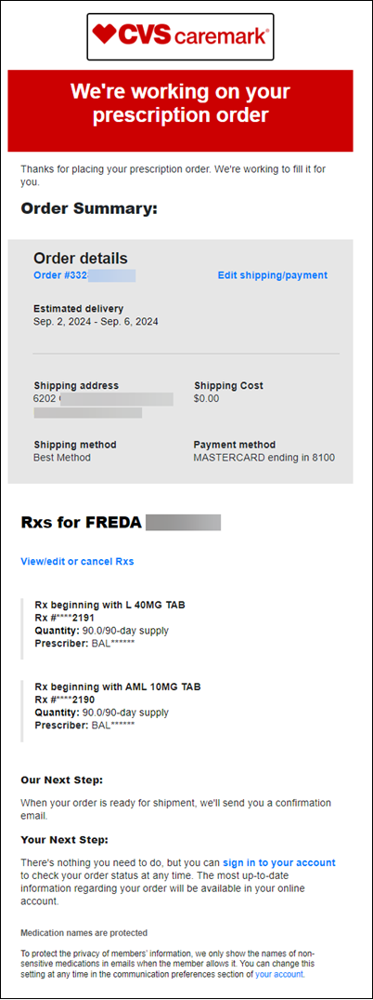 CVS caremark®
We're working on your
prescription order
Thanks for placing your prescription order. We're working to fill it for
you.
Order Summary:
Order details
Order #332
Edit shipping/payment
Estimated delivery
Sep. 2, 2024 - Sep. 6, 2024
Shipping address
Shipping Cost
6202
$0.00
Shipping method
Payment method
Best Method
MASTERCARD ending in 8100
Rxs for FREDA
View/edit or cancel Rxs
Rx beginning with L 40MG TAB
Rx #****2191
Quantity: 90.0/90-day supply
Prescriber: BAL******
Rx beginning with AML 10MG TAB
Rx #****2190
Quantity: 90.0/90-day supply
Prescriber: BAL******
Our Next Step:
When your order is ready for shipment, we'll send you a confirmation
email.
Your Next Step:
There's nothing you need to do, but you can sign in to your account
to check your order status at any time. The most up-to-date
information regarding your order will be available in your online
account.
Medication names are protected
To protect the privacy of members' information, we only show the names of non-
sensitive medications in emails when the member allows it. You can change this
setting at any time in the communication preferences section of your account.